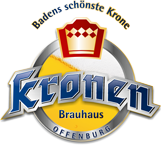 Badens schönste Krone
Kronen
Brauhaus
OFFENBURG